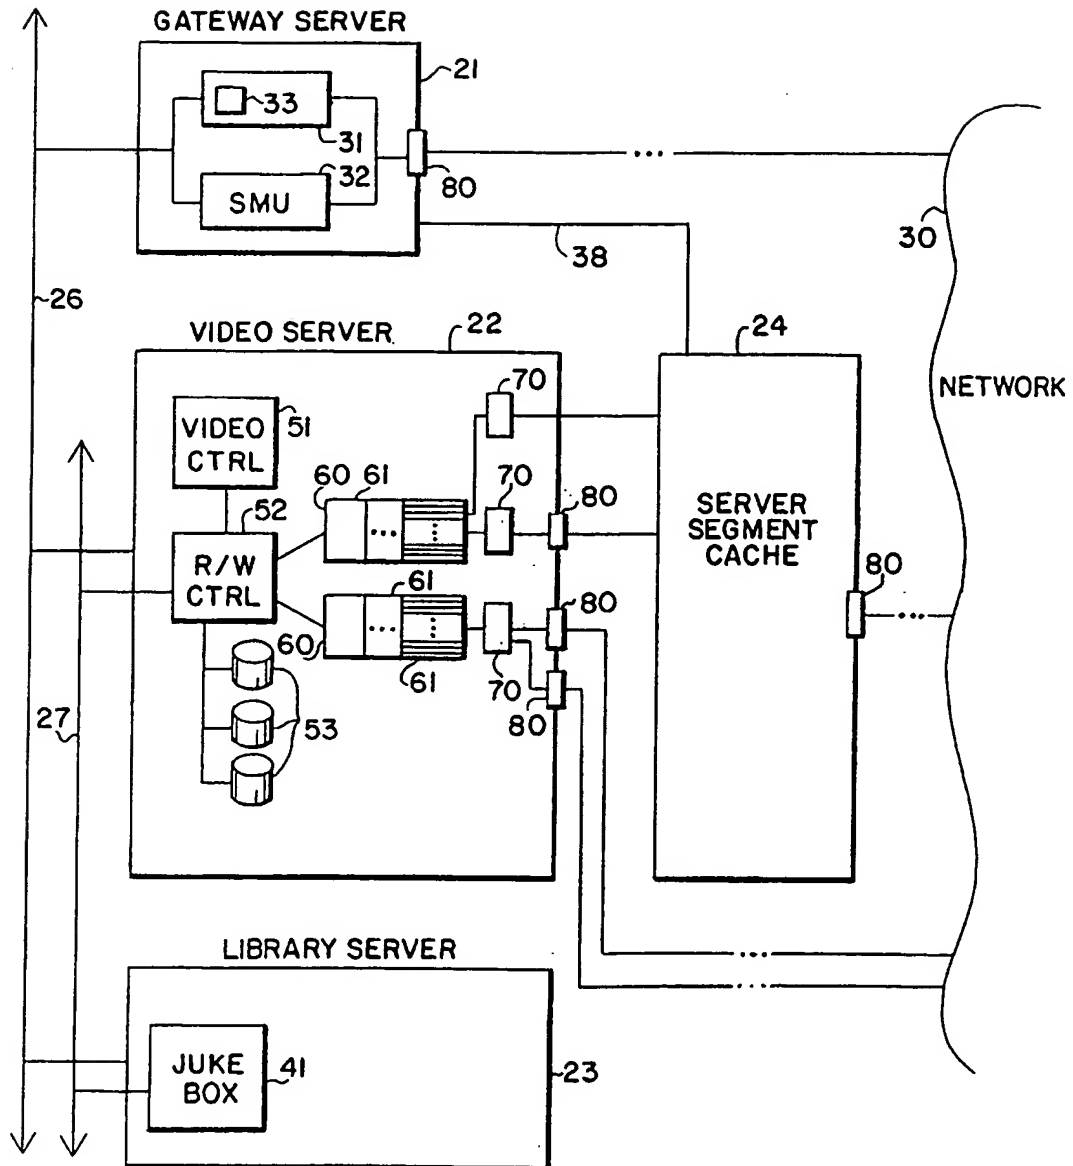 GATEWAY SERVER
21
33
31
32
SMU
80
30
38
26
VIDEO SERVER
22
24
NETWORK
70
VIDEO
CTRL
51
60
61
70
80
52
SERVER
SEGMENT
CACHE
R/W
CTRL
61
80
80
60
61
70
80
27
53
LIBRARY SERVER
JUKE
BOX
41
23